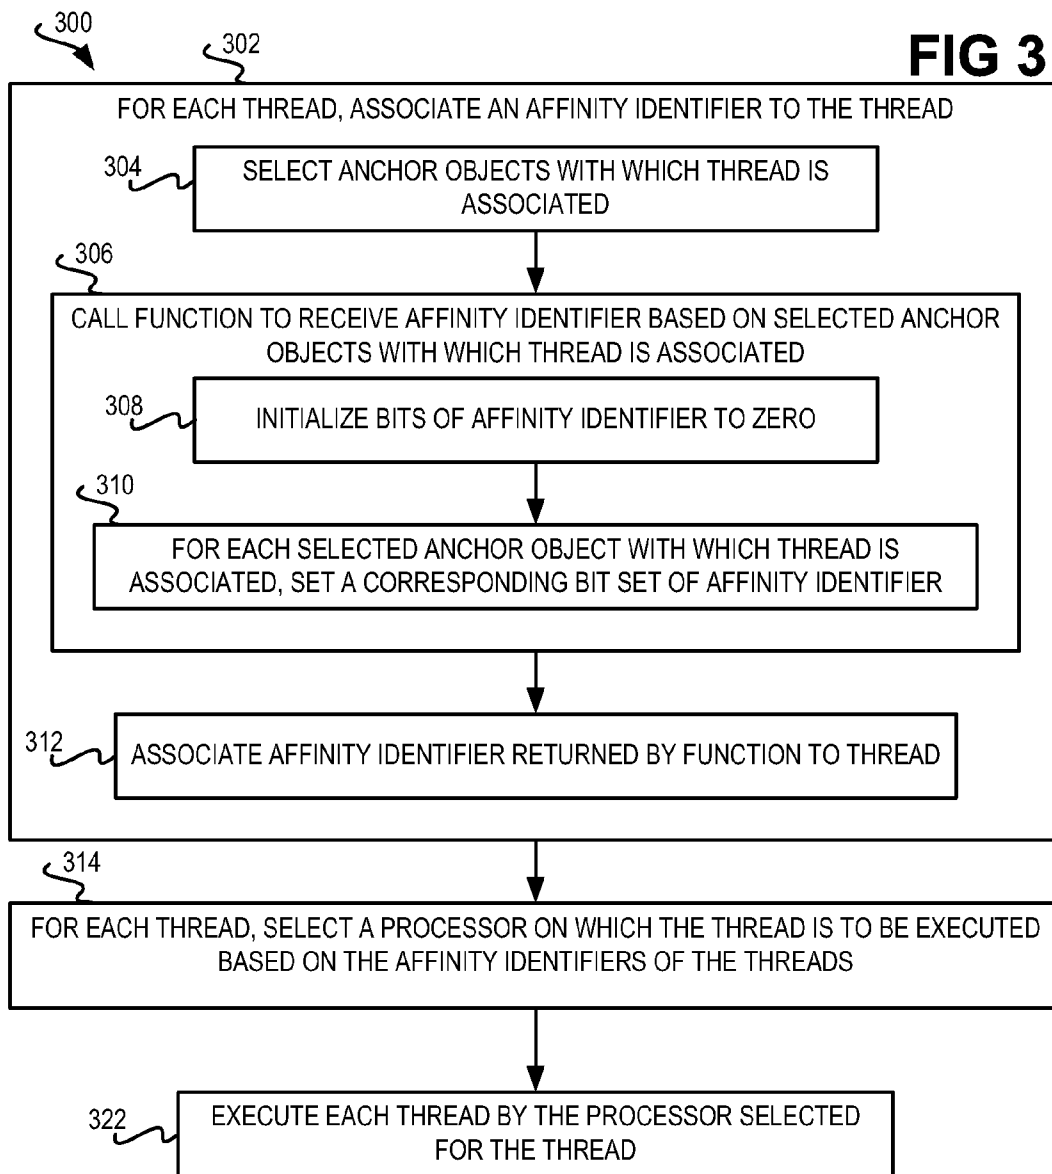 300
302
FIG 3
FOR EACH THREAD, ASSOCIATE AN AFFINITY IDENTIFIER TO THE THREAD
304
SELECT ANCHOR OBJECTS WITH WHICH THREAD IS
ASSOCIATED
306
CALL FUNCTION TO RECEIVE AFFINITY IDENTIFIER BASED ON SELECTED ANCHOR
OBJECTS WITH WHICH THREAD IS ASSOCIATED
308
INITIALIZE BITS OF AFFINITY IDENTIFIER TO ZERO
310
FOR EACH SELECTED ANCHOR OBJECT WITH WHICH THREAD IS
ASSOCIATED, SET A CORRESPONDING BIT SET OF AFFINITY IDENTIFIER
312
ASSOCIATE AFFINITY IDENTIFIER RETURNED BY FUNCTION TO THREAD
314
FOR EACH THREAD, SELECT A PROCESSOR ON WHICH THE THREAD IS TO BE EXECUTED
BASED ON THE AFFINITY IDENTIFIERS OF THE THREADS
322
EXECUTE EACH THREAD BY THE PROCESSOR SELECTED
FOR THE THREAD